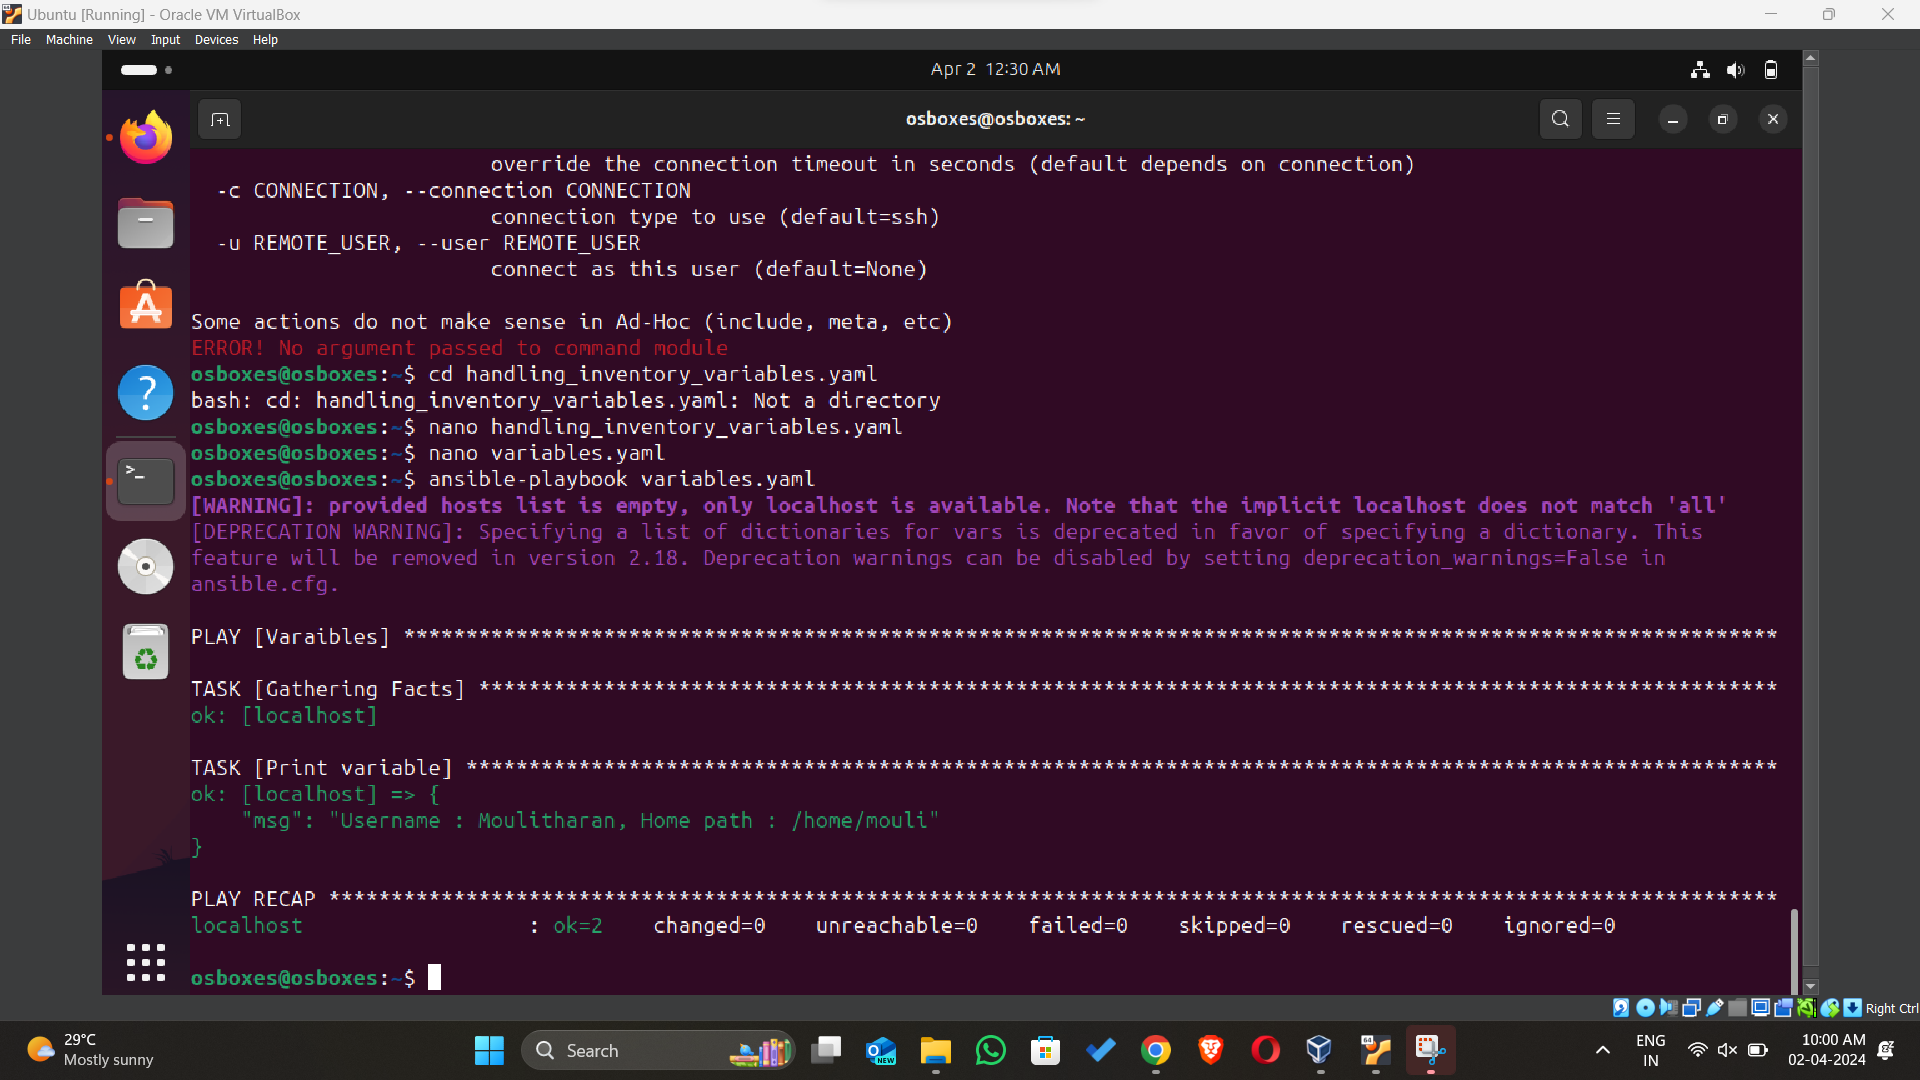 Ubuntu [Running] - Oracle VM VirtualBox
File Machine View Input Devices Help
Apr 2 12:30 AM
osboxes@osboxes: ~
override the connection timeout in seconds (default depends on connection)
-c CONNECTION, --connection CONNECTION
connection type to use (default=ssh)
-u REMOTE_USER, --user REMOTE_USER
connect as this user (default=None)
Some actions do not make sense in Ad-Hoc (include, meta, etc)
ERROR! No argument passed to command module
osboxes@osboxes:~$ cd handling_inventory_variables.yaml
bash: cd: handling_inventory_variables.yaml: Not a directory
osboxes@osboxes:~$ nano handling_inventory_variables.yaml
osboxes@osboxes:~$ nano variables.yaml
osboxes@osboxes:~$ ansible-playbook variables.yaml
[WARNING]: provided hosts list is empty, only localhost is available. Note that the implicit localhost does not match 'all'
[DEPRECATION WARNING]: Specifying a list of dictionaries for vars is deprecated in favor of specifying a dictionary. This
feature will be removed in version 2.18. Deprecation warnings can be disabled by setting deprecation_warnings=False in
ansible.cfg.
PLAY [Varaibles] **************************************************************************************************************
TASK [Gathering Facts] ********************************************************************************************************
ok: [localhost]
TASK [Print variable] *********************************************************************************************************
ok: [localhost] => {
"msg": "Username : Moulitharan, Home path : /home/mouli"
}
PLAY RECAP ********************************************************************************************************************
localhost : ok=2 changed=0 unreachable=0 failed=0 skipped=0 rescued=0 ignored=0
osboxes@osboxes:~$
Right Ctrl
29°C
Mostly sunny
Search
NEW
64
ENG
IN
10:00 AM
02-04-2024